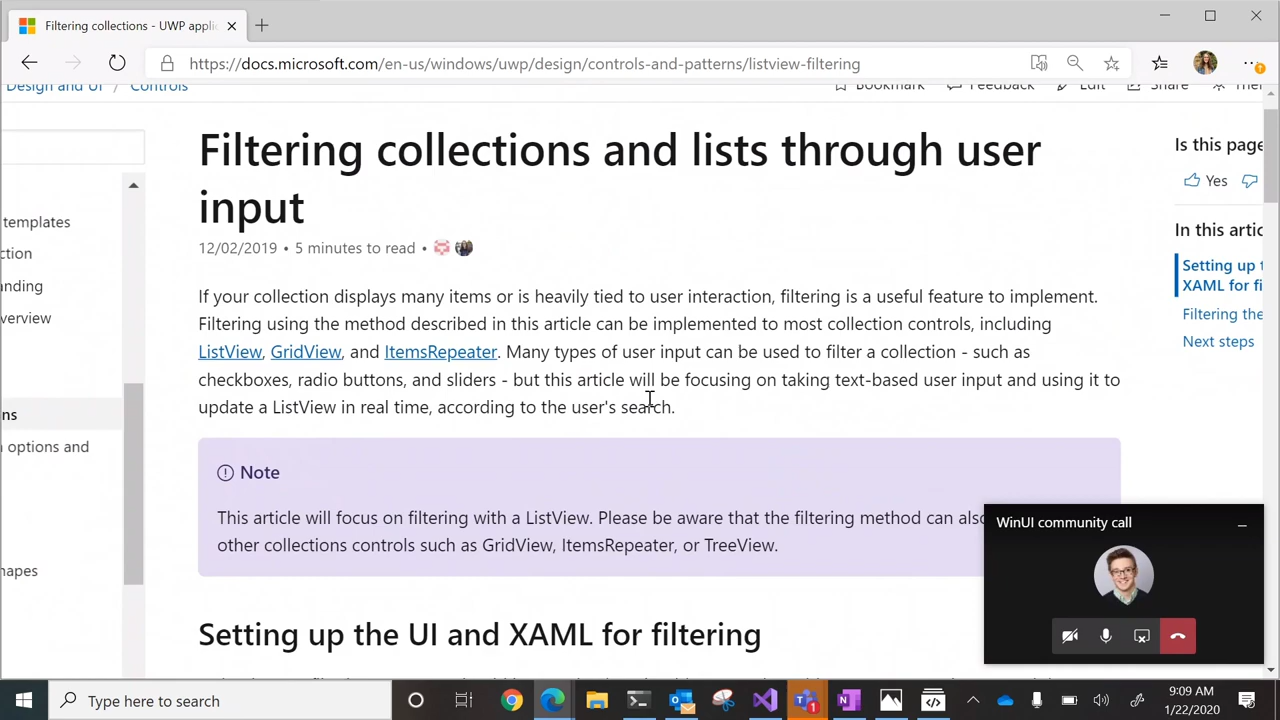 Filtering collections - UWP applic
https://docs.microsoft.com/en-us/windows/uwp/design/controls-and-patterns/listview-filtering
Design and UI / Controls
Bookmark Feedback Edit Share
Filtering collections and lists through user
input
12/02/2019 • 5 minutes to read •
If your collection displays many items or is heavily tied to user interaction, filtering is a useful feature to implement.
Filtering using the method described in this article can be implemented to most collection controls, including
ListView, GridView, and ItemsRepeater. Many types of user input can be used to filter a collection - such as
checkboxes, radio buttons, and sliders - but this article will be focusing on taking text-based user input and using it to
update a ListView in real time, according to the user's search.
Note
This article will focus on filtering with a ListView. Please be aware that the filtering method can also
other collections controls such as GridView, ItemsRepeater, or TreeView.
Setting up the UI and XAML for filtering
templates
ction
anding
verview
ns
n options and
hapes
Is this page
Yes
In this artic
Setting up t
XAML for fi
Filtering the
Next steps
WinUI community call
Type here to search
1
9:09 AM
1/22/2020